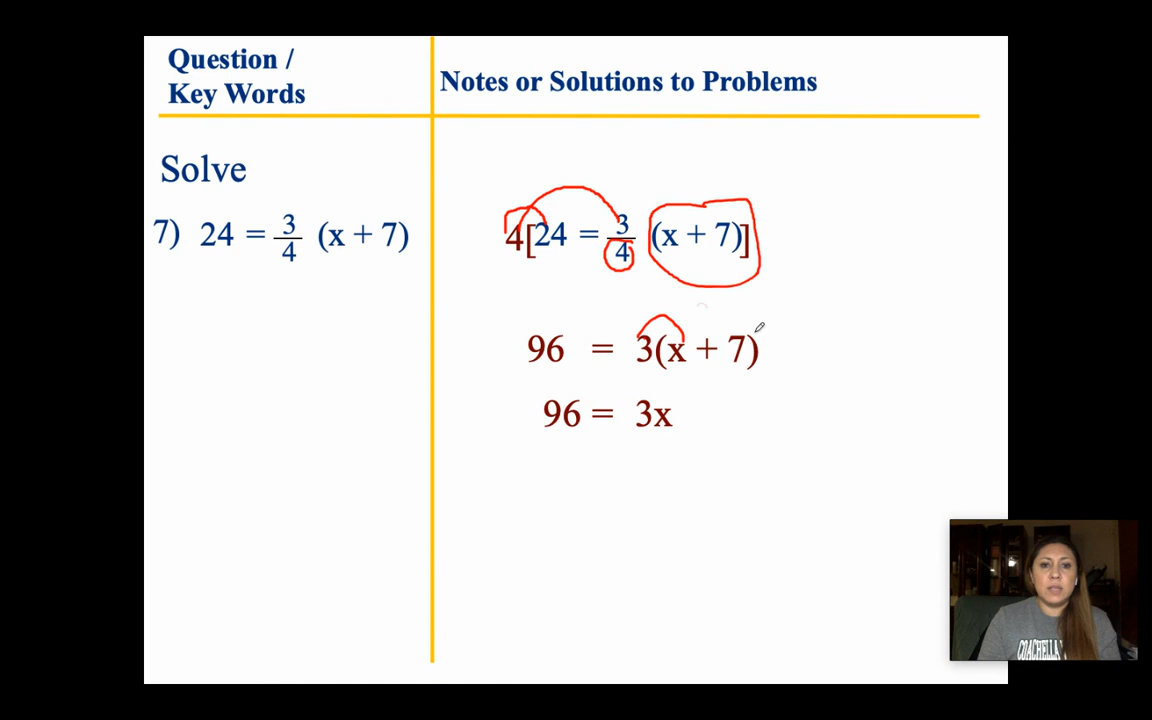 Question /
Key Words
Notes or Solutions to Problems
Solve
7) 24 = 3/4 (x + 7)
4[24 = 3/4 (x + 7)]
96 = 3(x + 7)
96 = 3x
COACHELLA